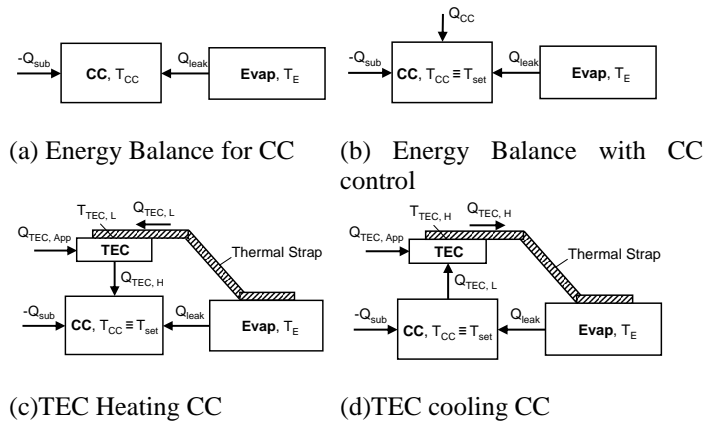 -Q_sub
CC, T_CC
Q_leak
Evap, T_E
(a) Energy Balance for CC
Q_CC
-Q_sub
CC, T_CC ≡ T_set
Q_leak
Evap, T_E
(b) Energy Balance with CC
control
T_TEC, L
Q_TEC, L
Q_TEC, App
TEC
Thermal Strap
Q_TEC, H
-Q_sub
CC, T_CC ≡ T_set
Q_leak
Evap, T_E
(c)TEC Heating CC
T_TEC, H
Q_TEC, H
Q_TEC, App
TEC
Thermal Strap
Q_TEC, L
-Q_sub
CC, T_CC ≡ T_set
Q_leak
Evap, T_E
(d)TEC cooling CC